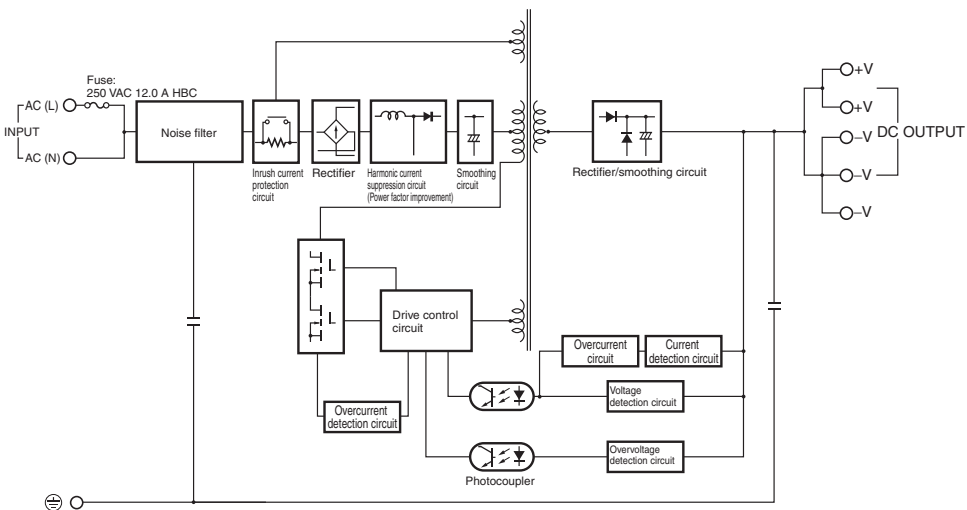 Fuse:
250 VAC 12.0 A HBC
AC (L)
INPUT
AC (N)
Noise filter
Inrush current
protection
circuit
Rectifier
Harmonic current
suppression circuit
(Power factor improvement)
Smoothing
circuit
Rectifier/smoothing circuit
+V
+V
–V
DC OUTPUT
–V
–V
Drive control
circuit
Overcurrent
circuit
Current
detection circuit
Overcurrent
detection circuit
Voltage
detection circuit
Overvoltage
detection circuit
Photocoupler